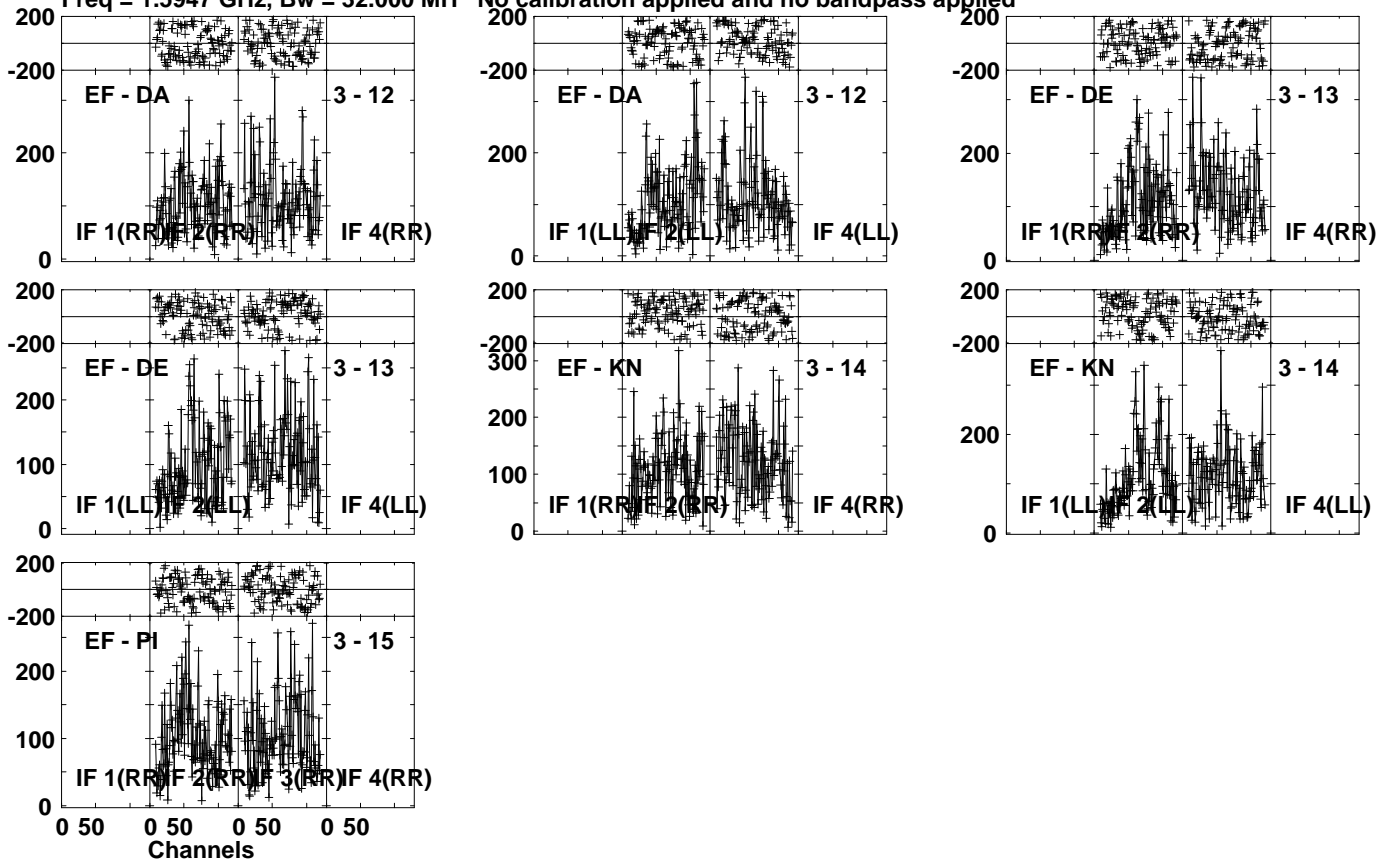 Freq = 1.5947 GHz, Bw = 32.000 MH No calibration applied and no bandpass applied
200 200 200
-200 -200 -200
EF - DA 3 - 12 EF - DA 3 - 12 EF - DE 3 - 13
200 200 200
IF 1(RR) IF 2(RR) IF 4(RR) IF 1(LL) IF 2(LL) IF 4(LL) IF 1(RR) IF 2(RR) IF 4(RR)
0 0 0
200 200 200
-200 -200 -200
EF - DE 3 - 13 EF - KN 3 - 14 EF - KN 3 - 14
300
200 200 200
100 100
IF 1(LL) IF 2(LL) IF 4(LL) IF 1(RR) IF 2(RR) IF 4(RR) IF 1(LL) IF 2(LL) IF 4(LL)
0 0 0
200
-200
EF - PI 3 - 15
200
100
IF 1(RR) IF 2(RR) IF 3(RR) IF 4(RR)
0
0 50 0 50 0 50 0 50
Channels